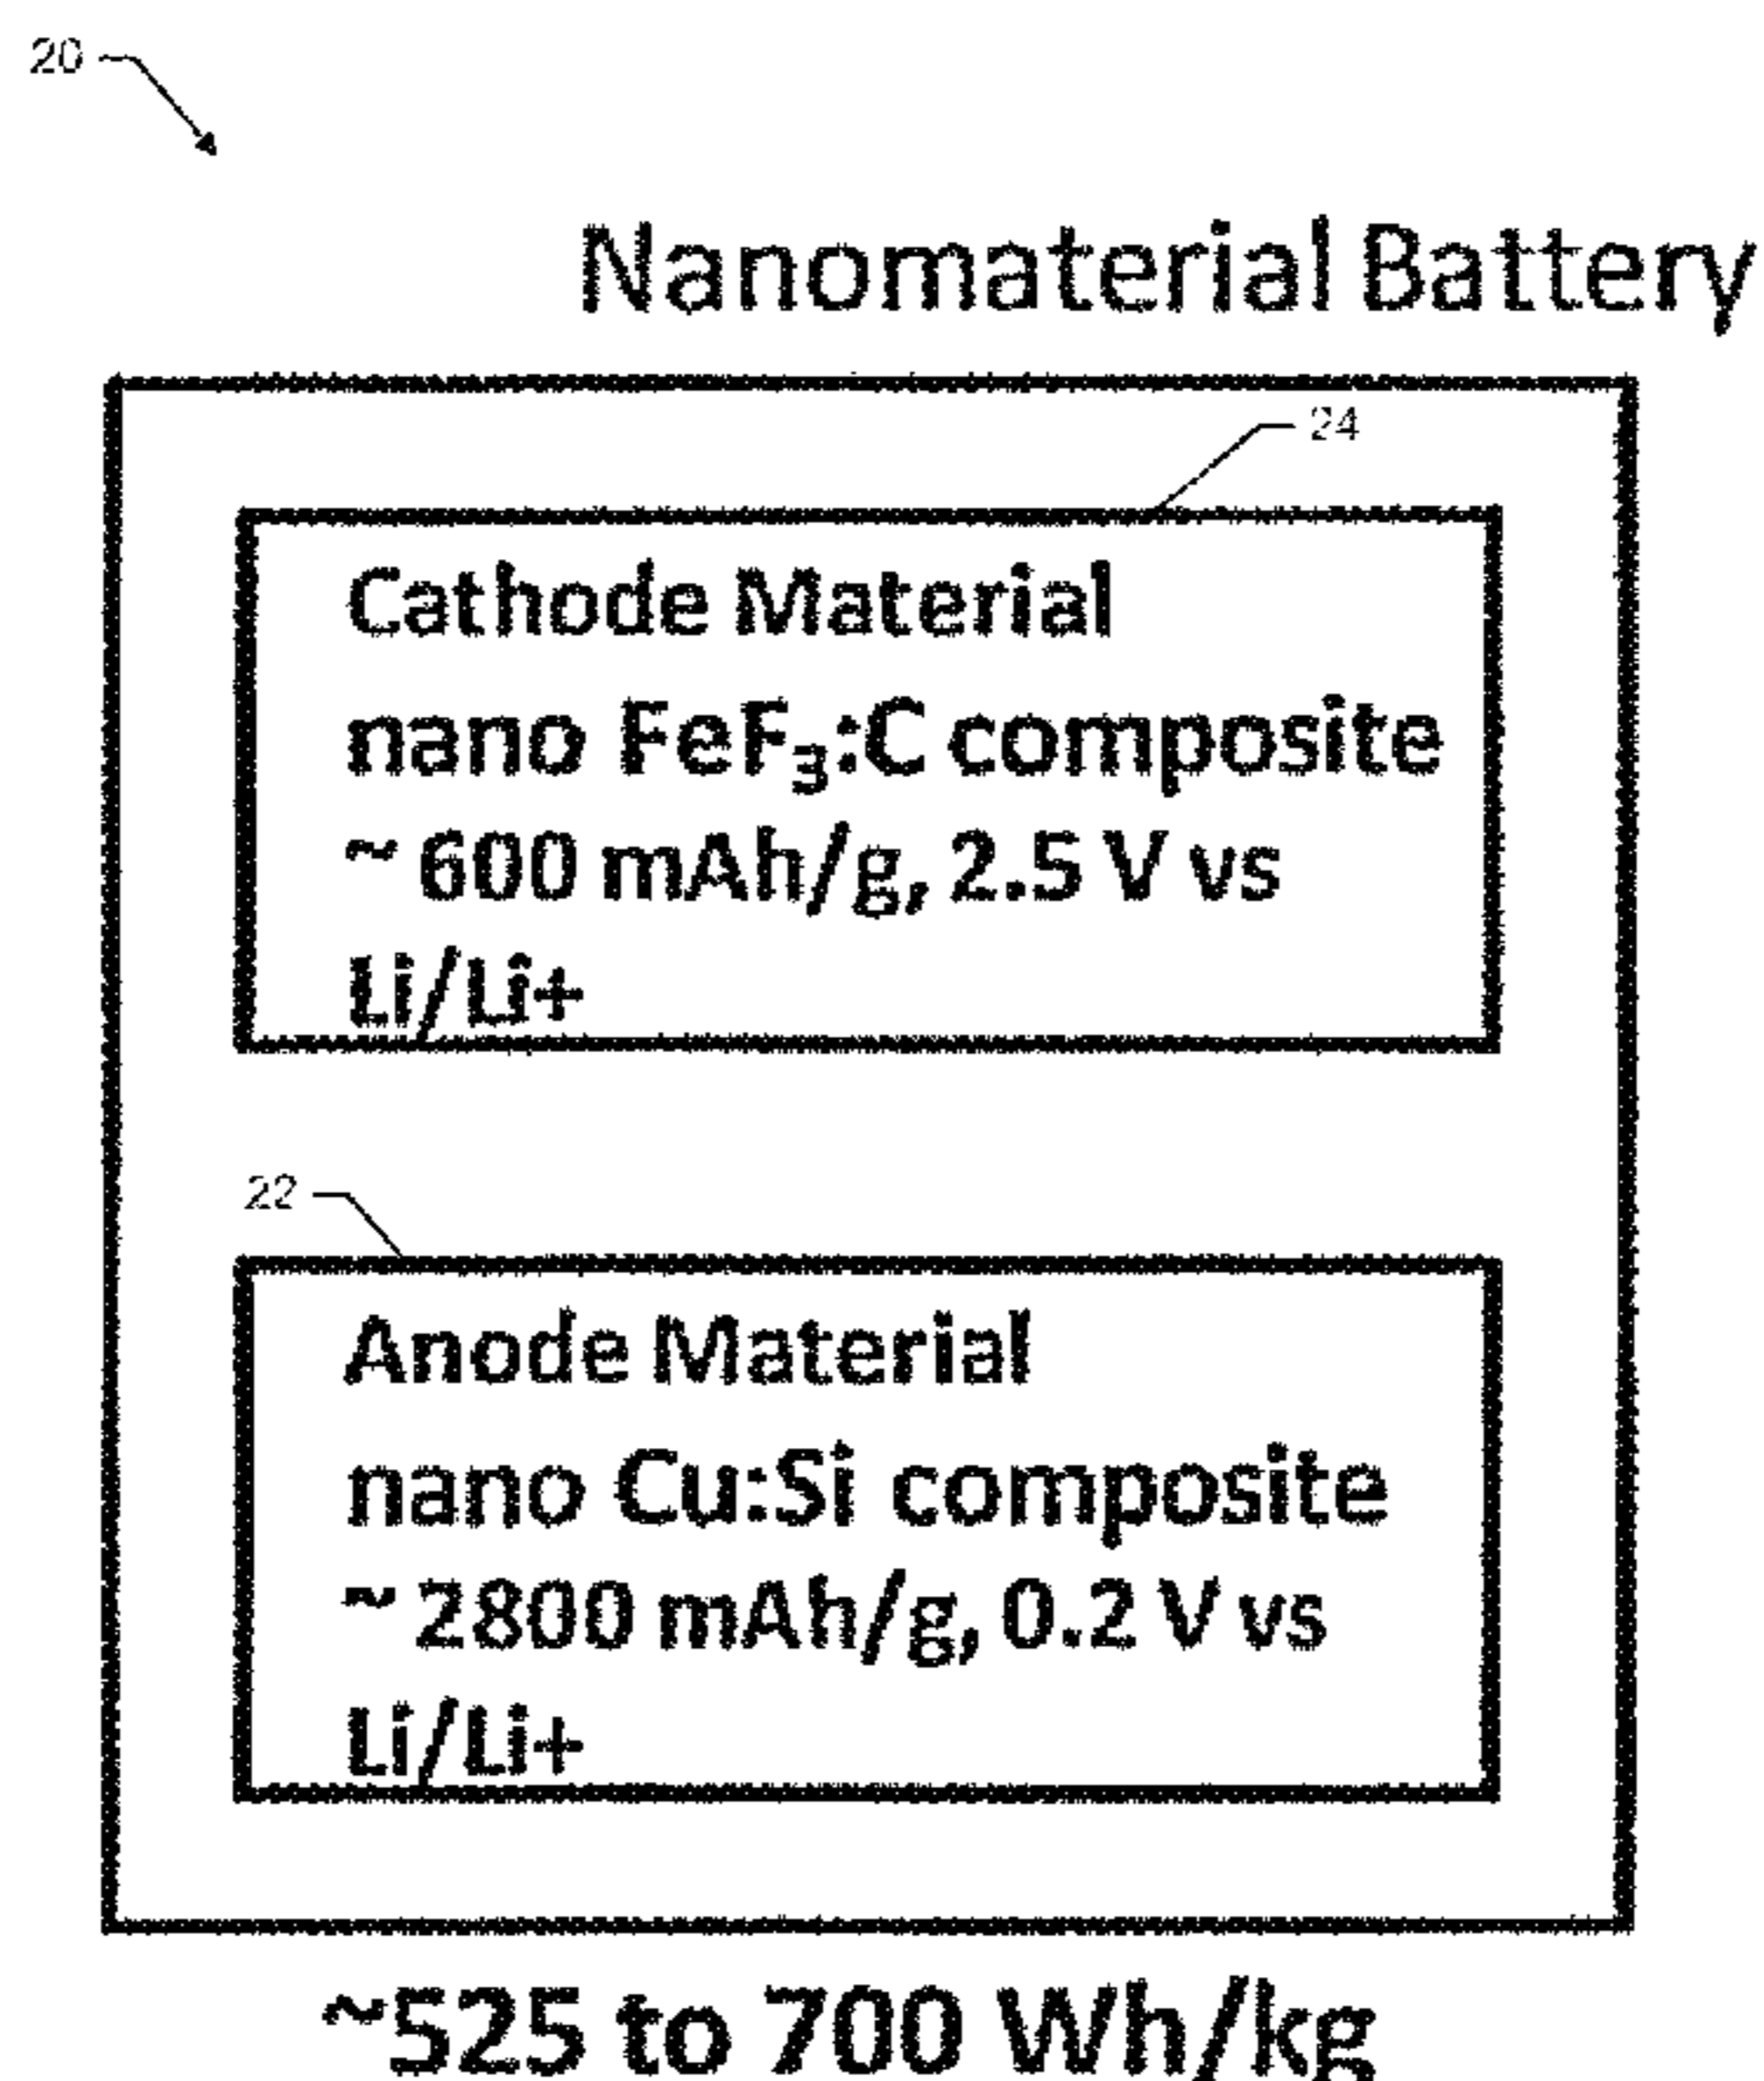 20
Nanomaterial Battery
24
Cathode Material
nano FeF₃:C composite
~ 600 mAh/g, 2.5 V vs
Li/Li+
22
Anode Material
nano Cu:Si composite
~ 2800 mAh/g, 0.2 V vs
Li/Li+
~525 to 700 Wh/kg